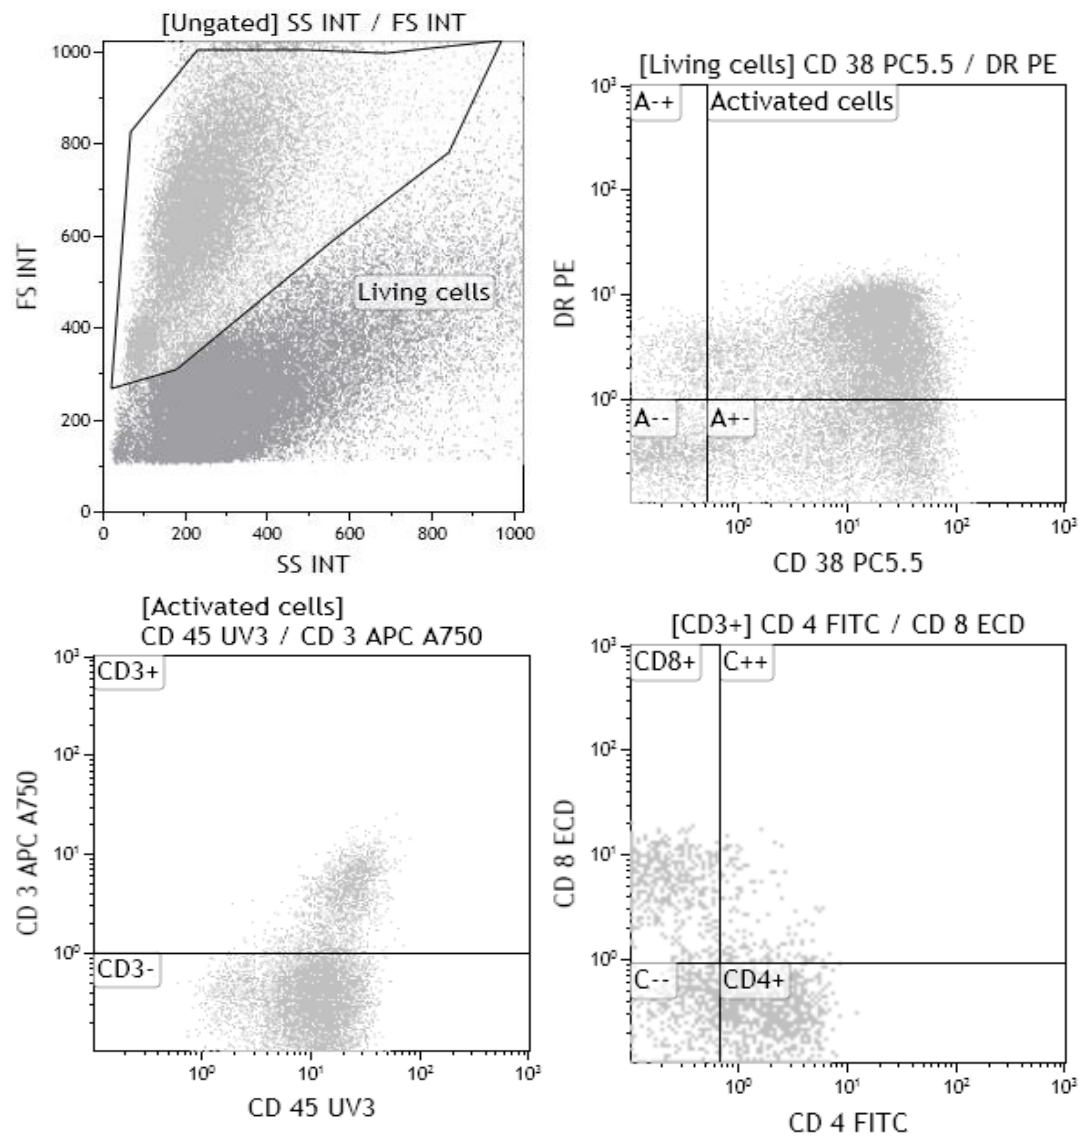 [Ungated] SS INT / FS INT
1000
800
600
400
200
0
FS INT
Living cells
0 200 400 600 800 1000
SS INT
[Living cells] CD 38 PC5.5 / DR PE
10³
10²
10¹
10⁰
DR PE
A-+ Activated cells
A-- A+-
10⁰ 10¹ 10² 10³
CD 38 PC5.5
[Activated cells]
CD 45 UV3 / CD 3 APC A750
10³
10²
10¹
10⁰
CD 3 APC A750
CD3+
CD3-
10⁰ 10¹ 10² 10³
CD 45 UV3
[CD3+] CD 4 FITC / CD 8 ECD
10³
10²
10¹
10⁰
CD 8 ECD
CD8+ C++
C-- CD4+
10⁰ 10¹ 10² 10³
CD 4 FITC